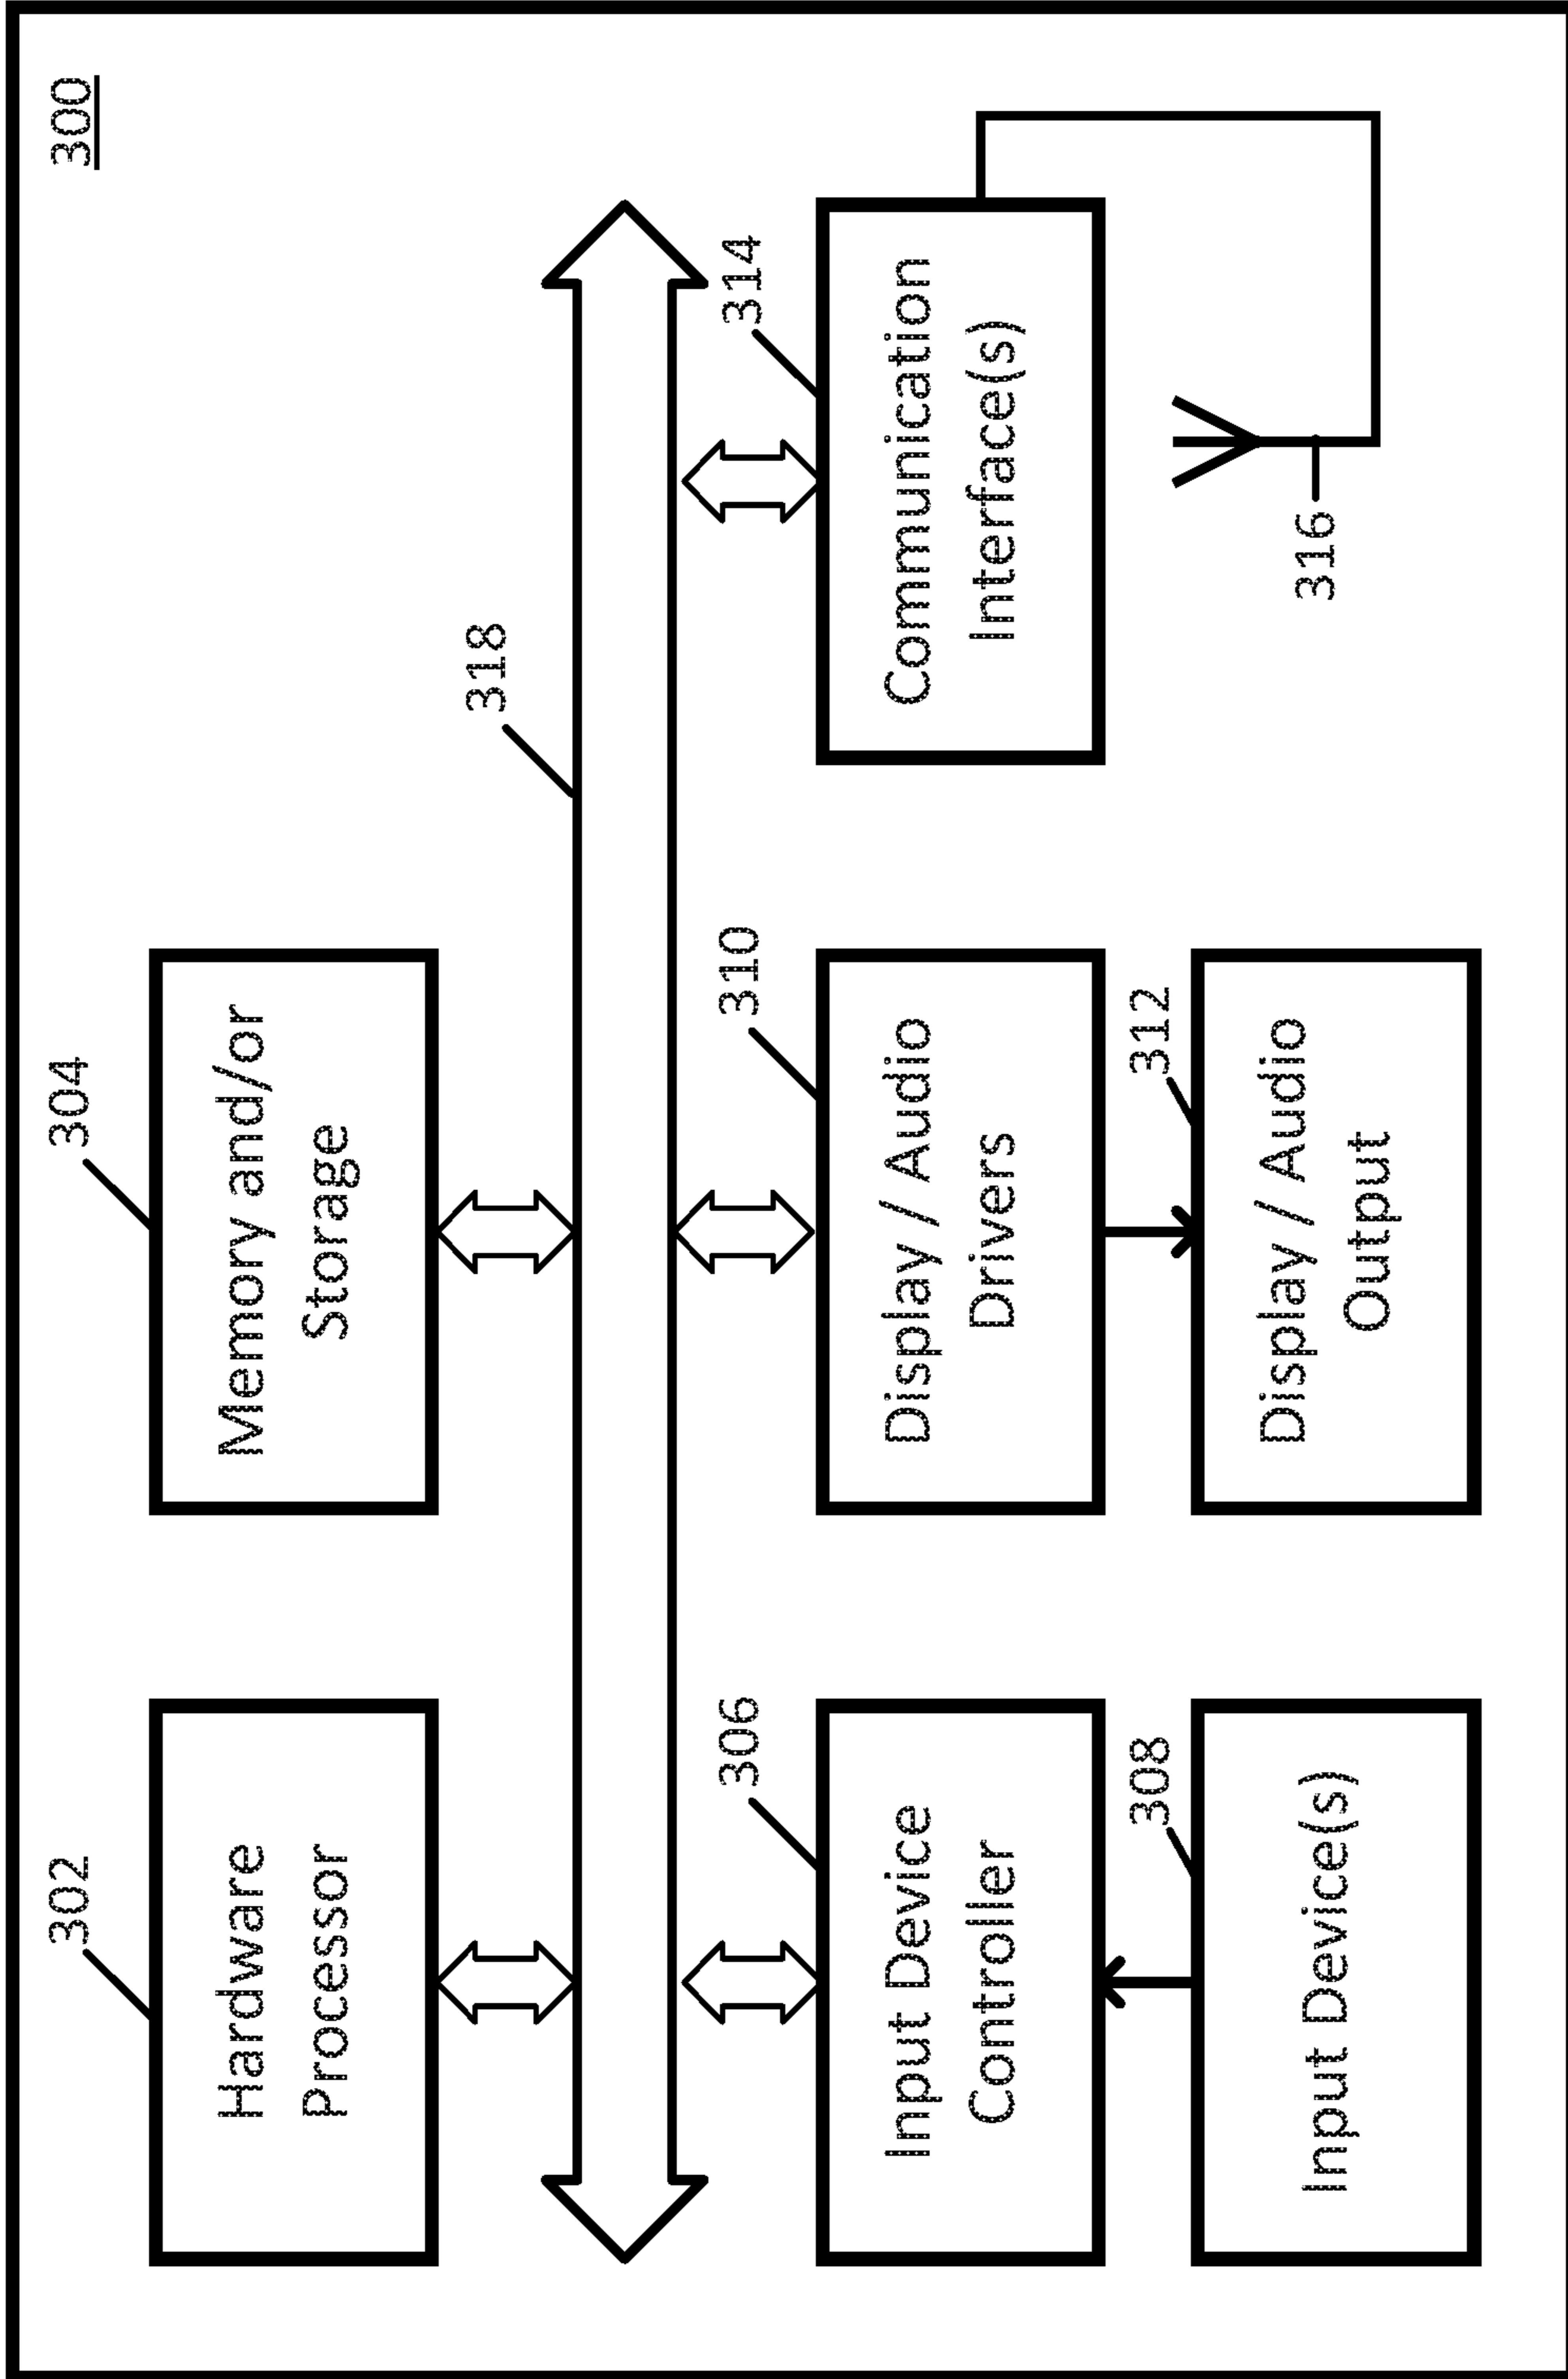 300
302
Hardware
Processor
304
Memory and/or
Storage
318
306
Input Device
Controller
310
Display / Audio
Drivers
314
Communication
Interface(s)
308
Input Device(s)
312
Display / Audio
Output
316